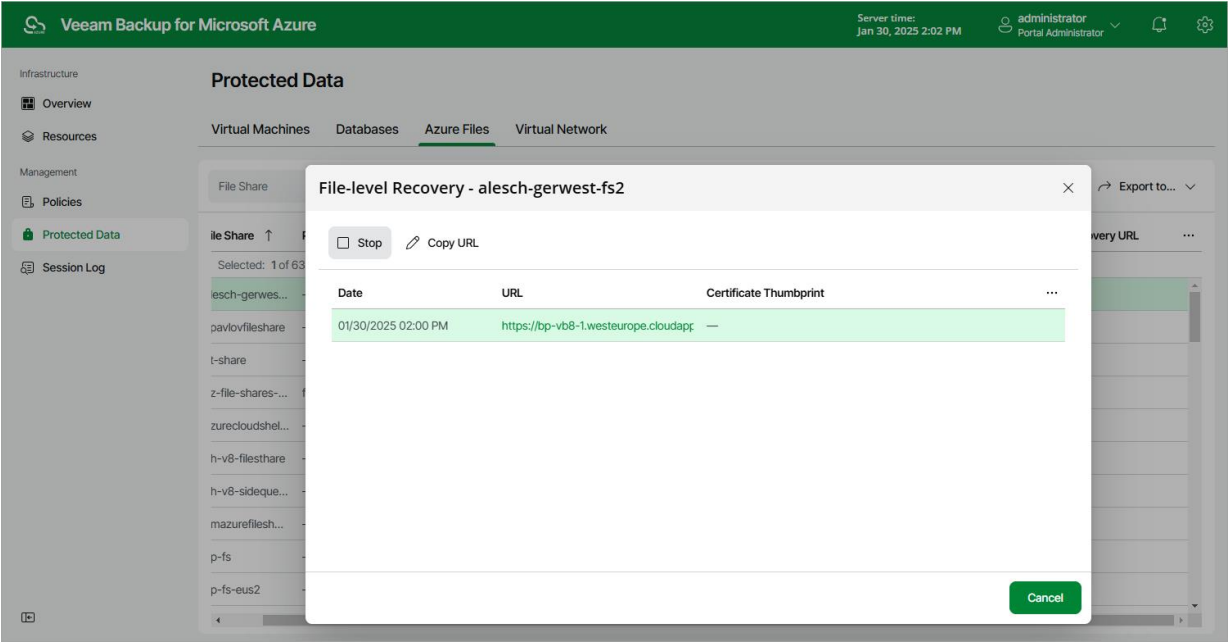 Veeam Backup for Microsoft Azure
Server time:
Jan 30, 2025 2:02 PM
administrator
Portal Administrator
Infrastructure
Overview
Resources
Management
Policies
Protected Data
Session Log
Protected Data
Virtual Machines Databases Azure Files Virtual Network
File Share
Export to...
ile Share
very URL
Selected: 1 of 63
esch-gerwes...
pavlovfileshare
t-share
z-file-shares-...
zurecloudshel...
h-v8-filesthare
h-v8-sideque...
mazurefilesh...
p-fs
p-fs-eus2
File-level Recovery - alesch-gerwest-fs2
Stop Copy URL
Date URL Certificate Thumbprint ...
01/30/2025 02:00 PM https://bp-vb8-1.westeurope.cloudapp —
Cancel